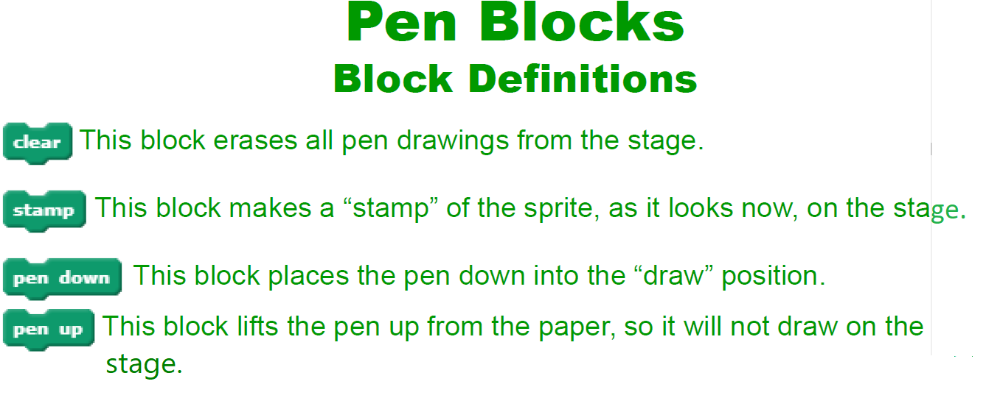 Pen Blocks
Block Definitions
clear This block erases all pen drawings from the stage.
stamp This block makes a “stamp” of the sprite, as it looks now, on the stage.
pen down This block places the pen down into the “draw” position.
pen up This block lifts the pen up from the paper, so it will not draw on the
stage.